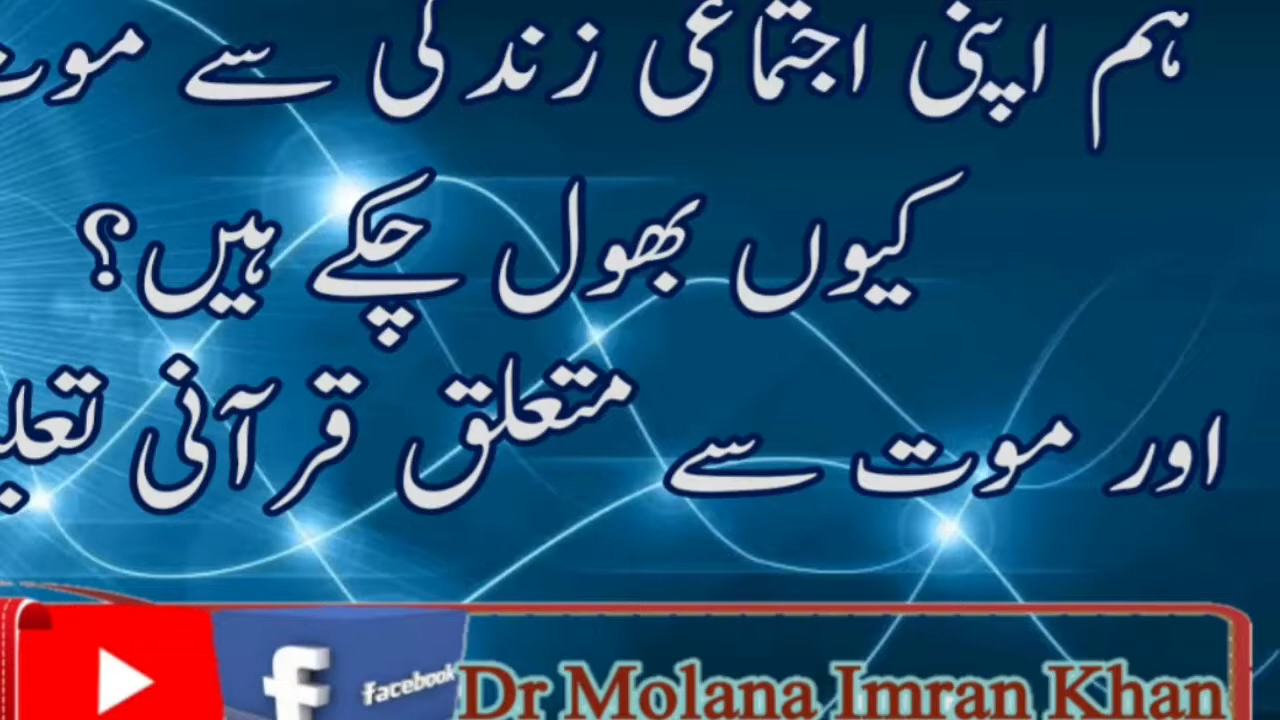 ہم اپنی اجتماعی زندگی سے موت
کیوں بھول چکے ہیں؟
اور موت سے متعلق قرآنی
facebook Dr Molana Imran Khan